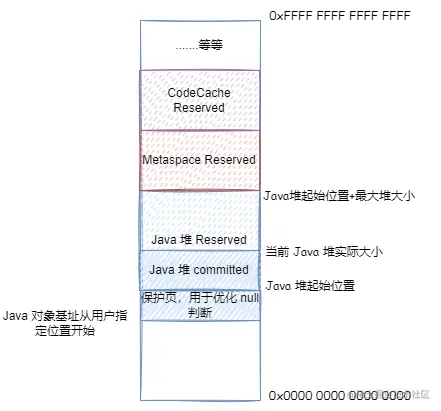 0xFFFF FFFF FFFF FFFF
.......等等
CodeCache
Reserved
Metaspace Reserved
Java堆起始位置+最大堆大小
Java 堆 Reserved
当前 Java 堆实际大小
Java 堆 committed
Java 堆起始位置
保护页，用于优化 null
判断
Java 对象基址从用户指
定位置开始
0x0000 0000 0000 0000